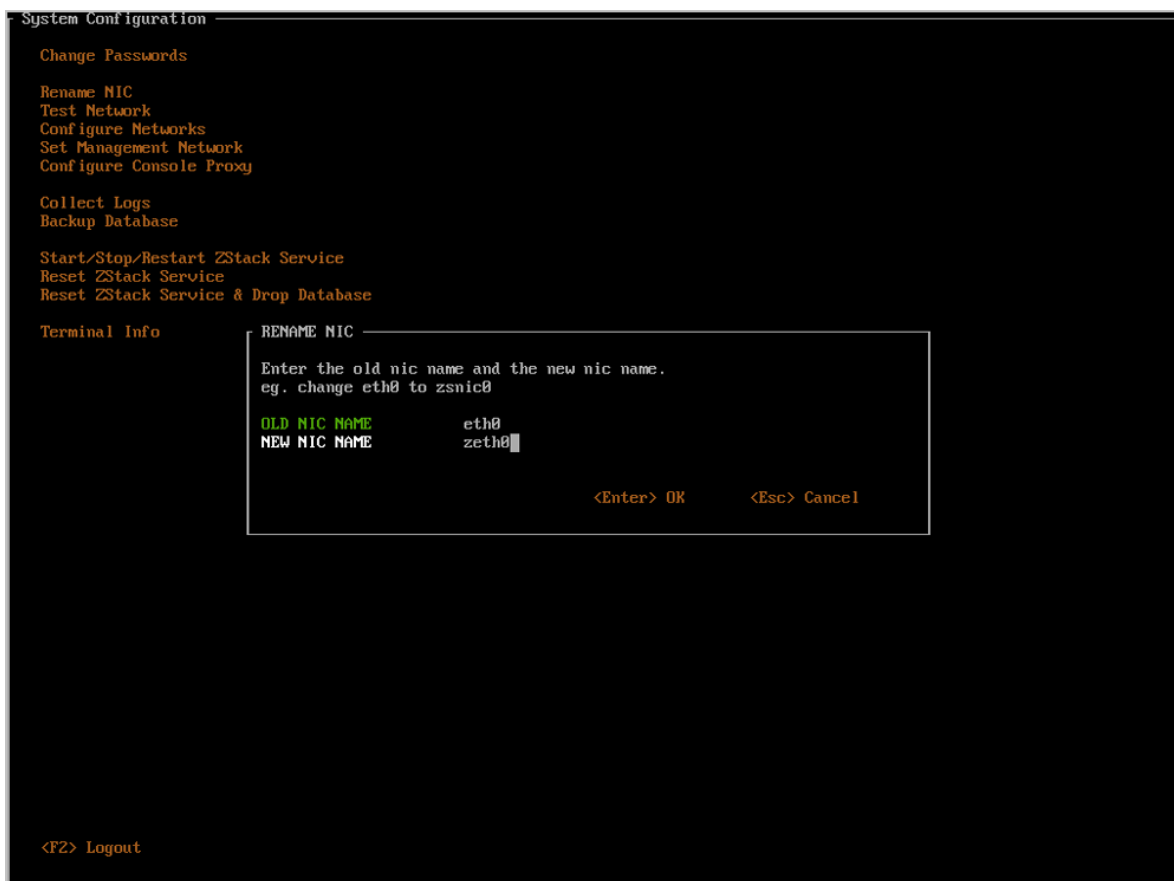 System Configuration
Change Passwords
Rename NIC
Test Network
Configure Networks
Set Management Network
Configure Console Proxy
Collect Logs
Backup Database
Start/Stop/Restart ZStack Service
Reset ZStack Service
Reset ZStack Service & Drop Database
Terminal Info
RENAME NIC
Enter the old nic name and the new nic name.
eg. change eth0 to zsnic0
OLD NIC NAME eth0
NEW NIC NAME zeth0
<Enter> OK <Esc> Cancel
<F2> Logout